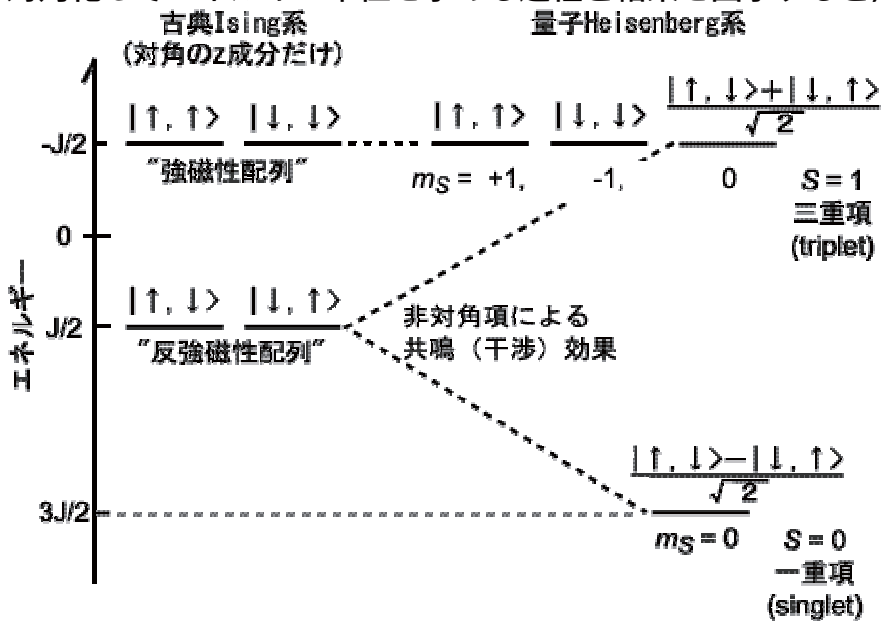 古典Ising系
(対角のz成分だけ)
量子Heisenberg系
|↑, ↓>+|↓, ↑>
√2
|↑, ↑> |↓, ↓>
|↑, ↑> |↓, ↓>
-J/2
"強磁性配列"
mS = +1, -1, 0 S = 1
三重項
(triplet)
0
エネルギー
|↑, ↓> |↓, ↑>
J/2
"反強磁性配列"
非対角項による
共鳴（干渉）効果
|↑, ↓>−|↓, ↑>
√2
3J/2
mS = 0 S = 0
一重項
(singlet)